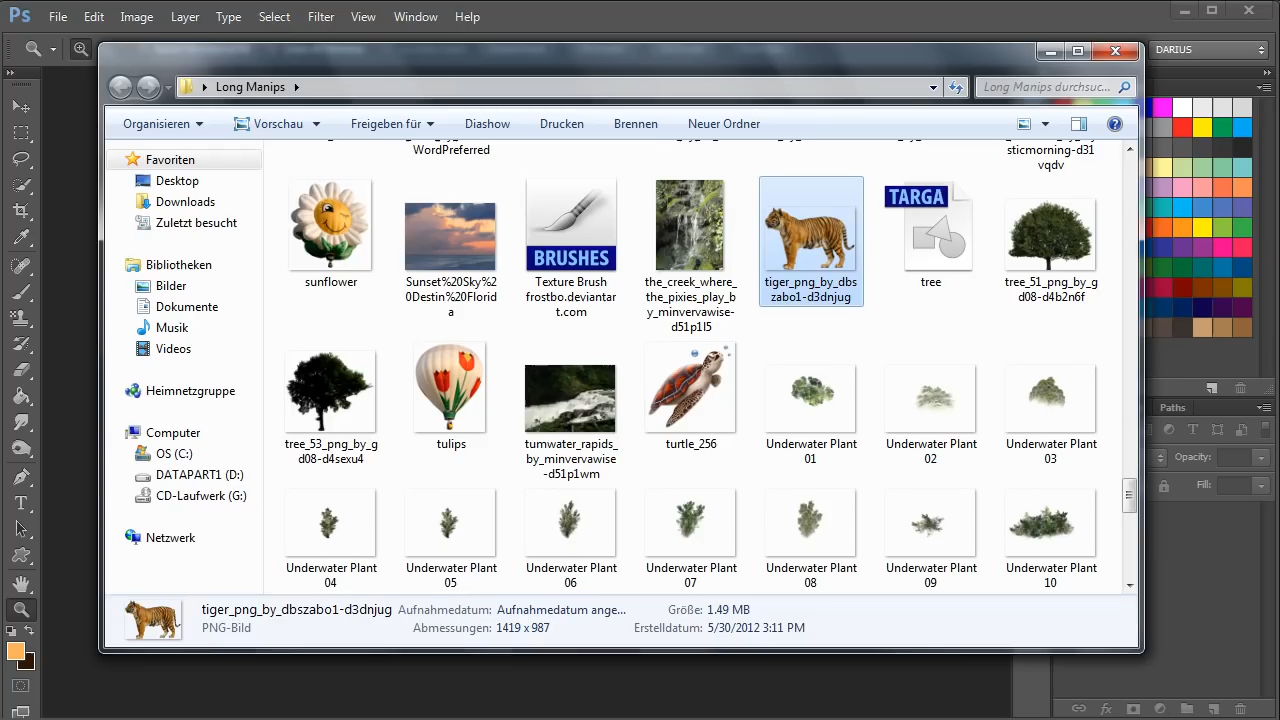 Ps File Edit Image Layer Type Select Filter View Window Help
DARIUS
Long Manips
Long Manips durchsuc...
Organisieren Vorschau Freigeben für Diashow Drucken Brennen Neuer Ordner
Favoriten
Desktop
Downloads
Zuletzt besucht
Bibliotheken
Bilder
Dokumente
Musik
Videos
Heimnetzgruppe
Computer
OS (C:)
DATAPART1 (D:)
CD-Laufwerk (G:)
Netzwerk
WordPreferred
sticmorning-d31
vqdv
BRUSHES
TARGA
sunflower
Sunset%20Sky%2
0Destin%20Florid
a
Texture Brush
frostbo.deviantar
t.com
the_creek_where_
the_pixies_play_b
y_minvervawise-
d51p1l5
tiger_png_by_dbs
zabo1-d3dnjug
tree
tree_51_png_by_g
d08-d4b2n6f
tree_53_png_by_g
d08-d4sexu4
tulips
tumwater_rapids_
by_minvervawise
-d51p1wm
turtle_256
Underwater Plant
01
Underwater Plant
02
Underwater Plant
03
Underwater Plant
04
Underwater Plant
05
Underwater Plant
06
Underwater Plant
07
Underwater Plant
08
Underwater Plant
09
Underwater Plant
10
tiger_png_by_dbszabo1-d3dnjug Aufnahmedatum: Aufnahmedatum ange... Größe: 1.49 MB
PNG-Bild Abmessungen: 1419 x 987 Erstelldatum: 5/30/2012 3:11 PM
Paths
Opacity:
Fill: